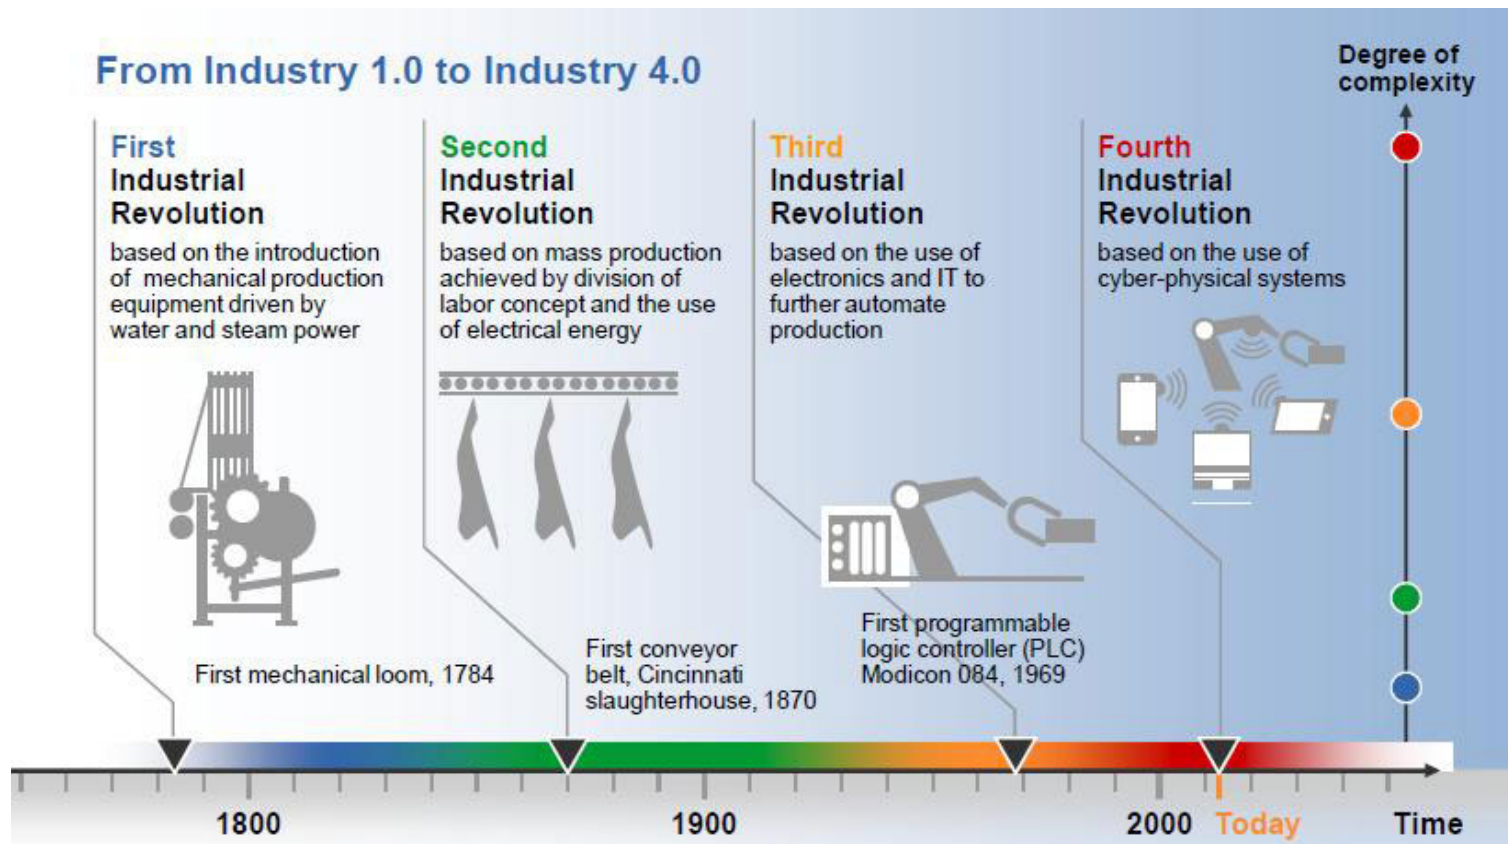 From Industry 1.0 to Industry 4.0
Degree of
complexity
First
Industrial
Revolution
based on the introduction
of mechanical production
equipment driven by
water and steam power
First mechanical loom, 1784
Second
Industrial
Revolution
based on mass production
achieved by division of
labor concept and the use
of electrical energy
First conveyor
belt, Cincinnati
slaughterhouse, 1870
Third
Industrial
Revolution
based on the use of
electronics and IT to
further automate
production
First programmable
logic controller (PLC)
Modicon 084, 1969
Fourth
Industrial
Revolution
based on the use of
cyber-physical systems
1800
1900
2000
Today
Time